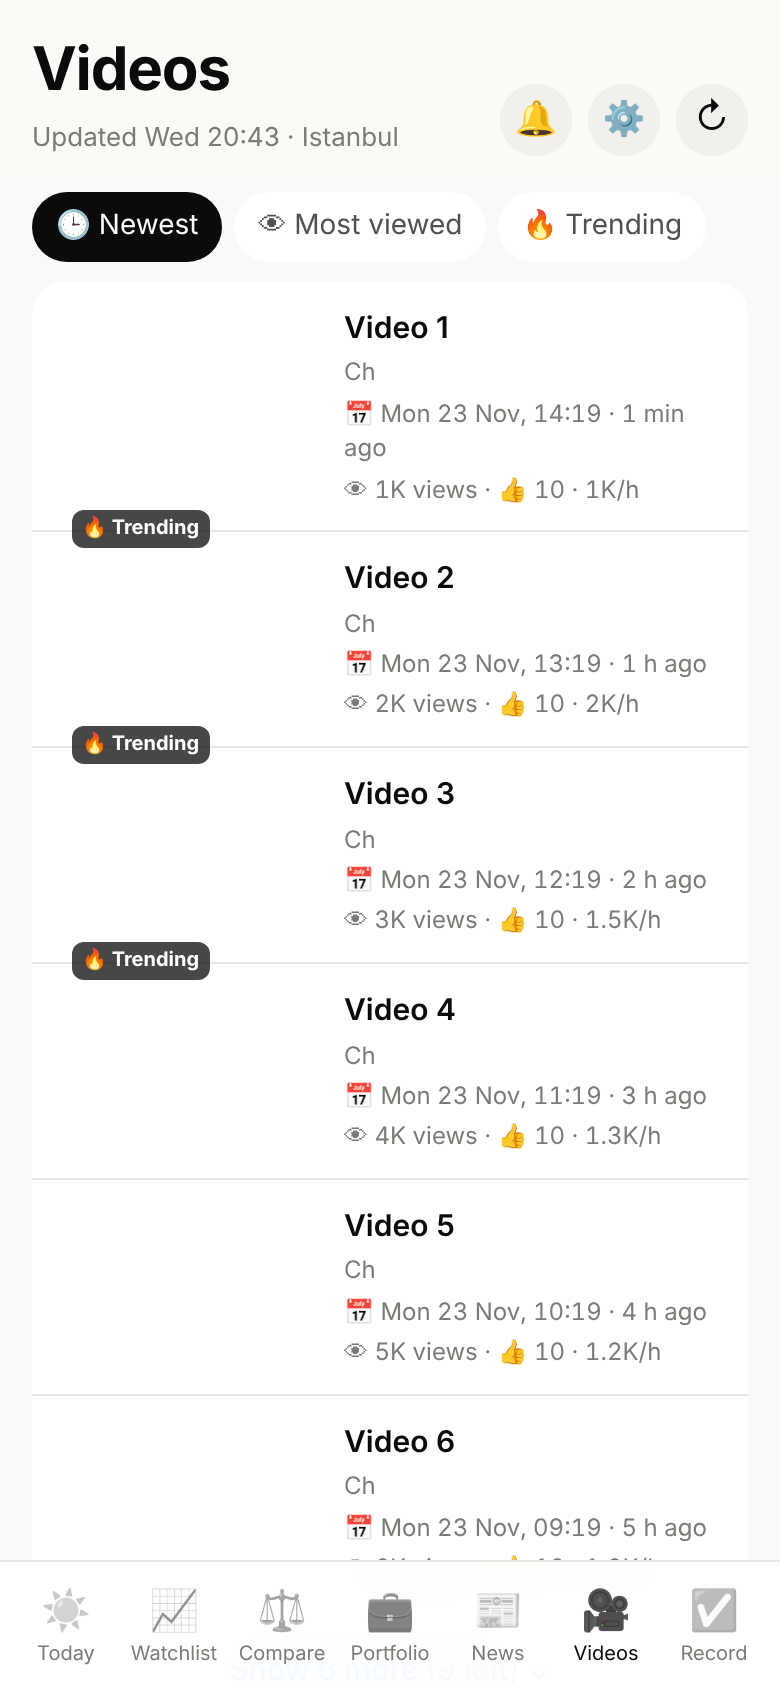 Videos
Updated Wed 20:43 · Istanbul
🕒 Newest
👁 Most viewed
🔥 Trending
Video 1
Ch
📅 Mon 23 Nov, 14:19 · 1 min
ago
👁 1K views · 👍 10 · 1K/h
🔥 Trending
Video 2
Ch
📅 Mon 23 Nov, 13:19 · 1 h ago
👁 2K views · 👍 10 · 2K/h
🔥 Trending
Video 3
Ch
📅 Mon 23 Nov, 12:19 · 2 h ago
👁 3K views · 👍 10 · 1.5K/h
🔥 Trending
Video 4
Ch
📅 Mon 23 Nov, 11:19 · 3 h ago
👁 4K views · 👍 10 · 1.3K/h
Video 5
Ch
📅 Mon 23 Nov, 10:19 · 4 h ago
👁 5K views · 👍 10 · 1.2K/h
Video 6
Ch
📅 Mon 23 Nov, 09:19 · 5 h ago
Today
Watchlist
Compare
Portfolio
News
Videos
Record
Show 6 more (9 left)